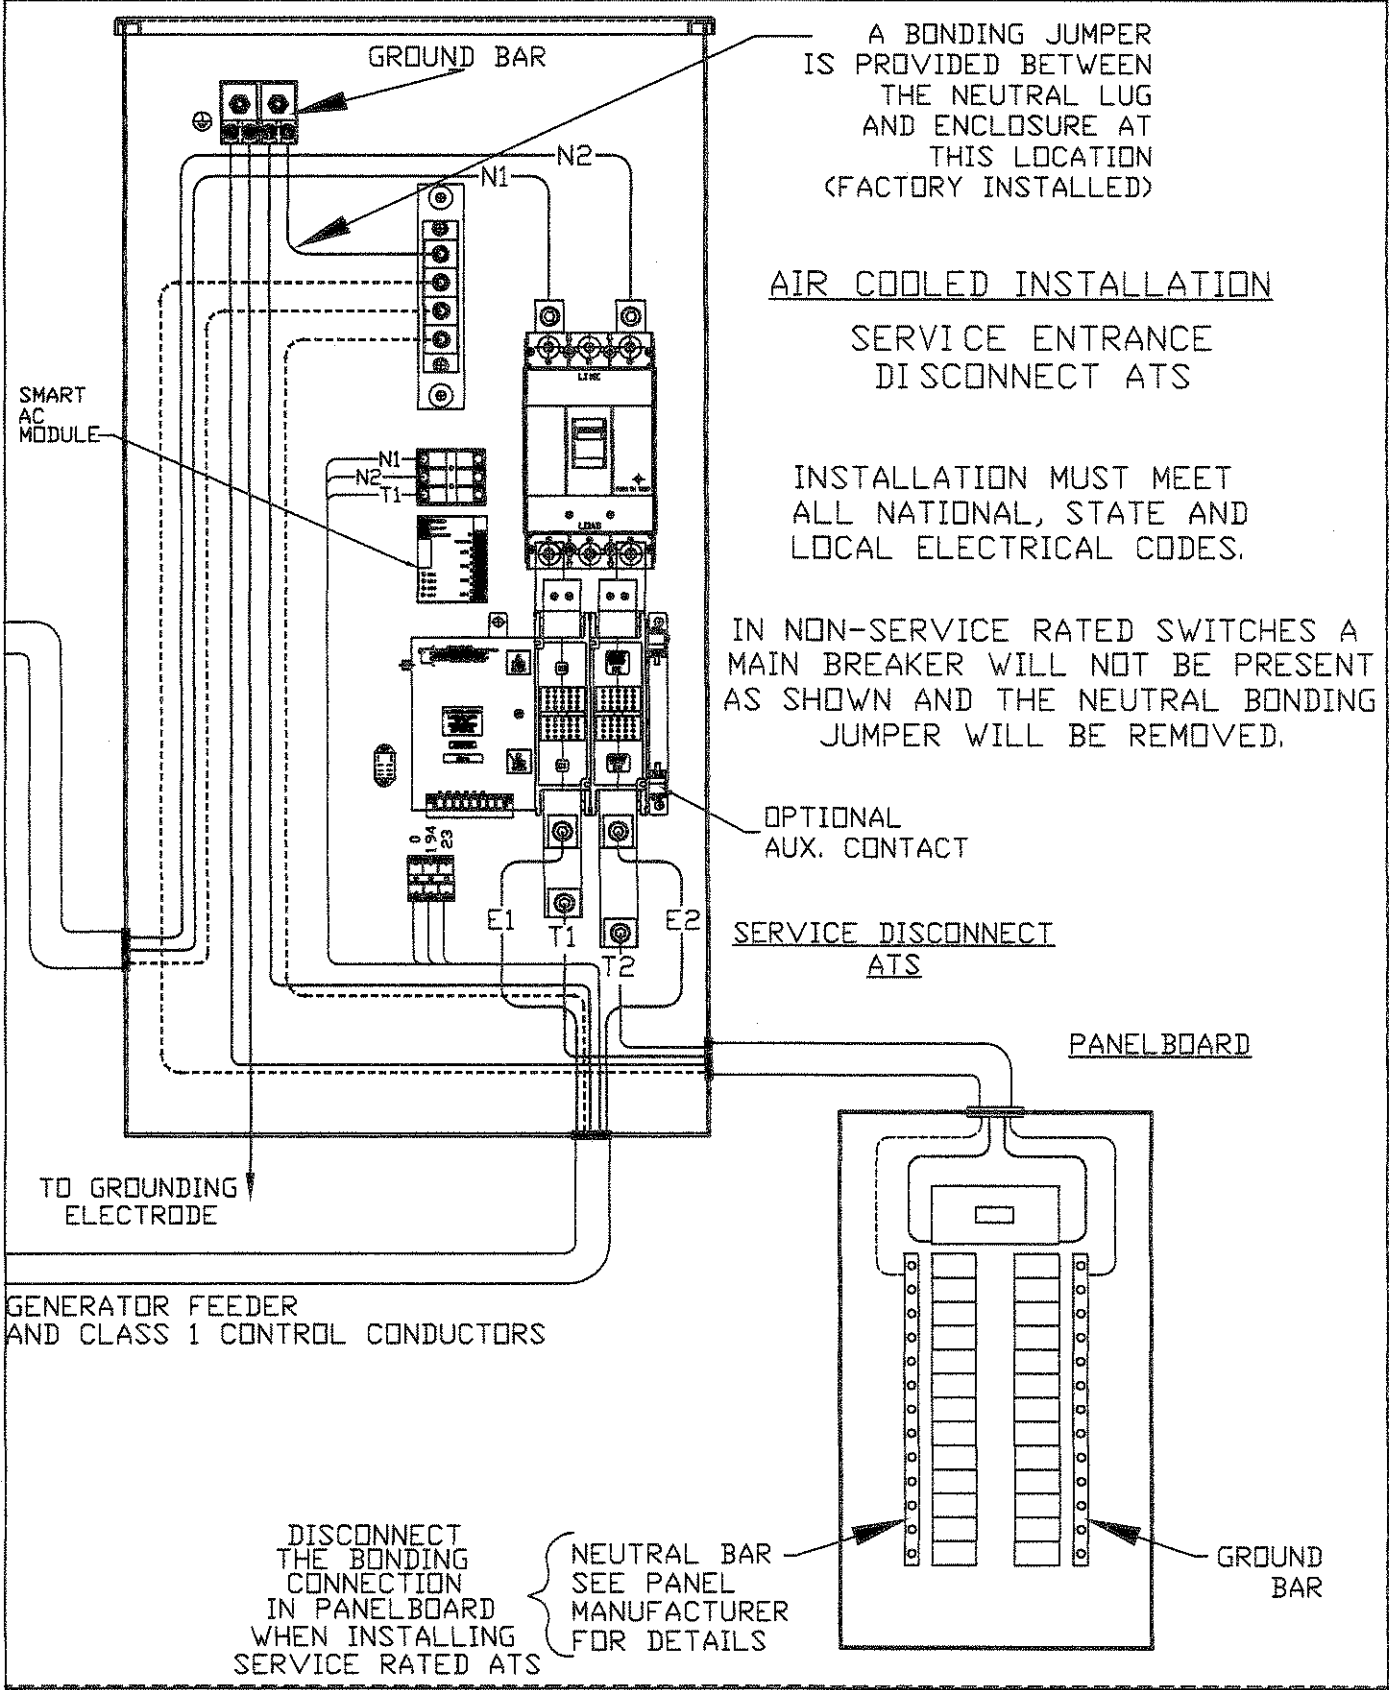 GROUND BAR
A BONDING JUMPER
IS PROVIDED BETWEEN
THE NEUTRAL LUG
AND ENCLOSURE AT
THIS LOCATION
(FACTORY INSTALLED)
N2
N1
AIR COOLED INSTALLATION
SERVICE ENTRANCE
DISCONNECT ATS
LINE
SMART
AC
MODULE
N1
N2
T1
LOAD
INSTALLATION MUST MEET
ALL NATIONAL, STATE AND
LOCAL ELECTRICAL CODES.
IN NON-SERVICE RATED SWITCHES A
MAIN BREAKER WILL NOT BE PRESENT
AS SHOWN AND THE NEUTRAL BONDING
JUMPER WILL BE REMOVED.
OPTIONAL
AUX. CONTACT
0
194
23
E1
T1
E2
T2
SERVICE DISCONNECT
ATS
PANELBOARD
TO GROUNDING
ELECTRODE
GENERATOR FEEDER
AND CLASS 1 CONTROL CONDUCTORS
DISCONNECT
THE BONDING
CONNECTION
IN PANELBOARD
WHEN INSTALLING
SERVICE RATED ATS
NEUTRAL BAR
SEE PANEL
MANUFACTURER
FOR DETAILS
GROUND
BAR